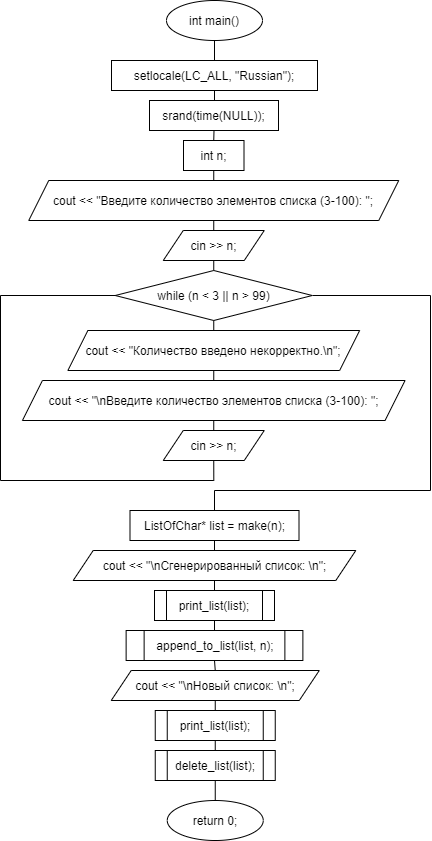 int main()
setlocale(LC_ALL, "Russian");
srand(time(NULL));
int n;
cout << "Введите количество элементов списка (3-100): ";
cin >> n;
while (n < 3 || n > 99)
cout << "Количество введено некорректно.\n";
cout << "\nВведите количество элементов списка (3-100): ";
cin >> n;
ListOfChar* list = make(n);
cout << "\nСгенерированный список: \n";
print_list(list);
append_to_list(list, n);
cout << "\nНовый список: \n";
print_list(list);
delete_list(list);
return 0;